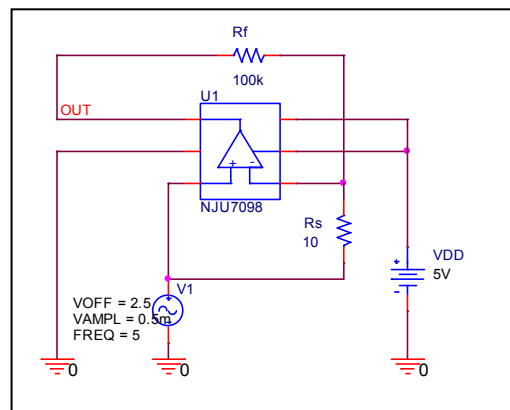 Rf
100k
U1
OUT
+ -
NJU7098
Rs
10
VDD
+
5V
-
V1
+
VOFF = 2.5
VAMPL = 0.5m
FREQ = 5
-
0
0
0